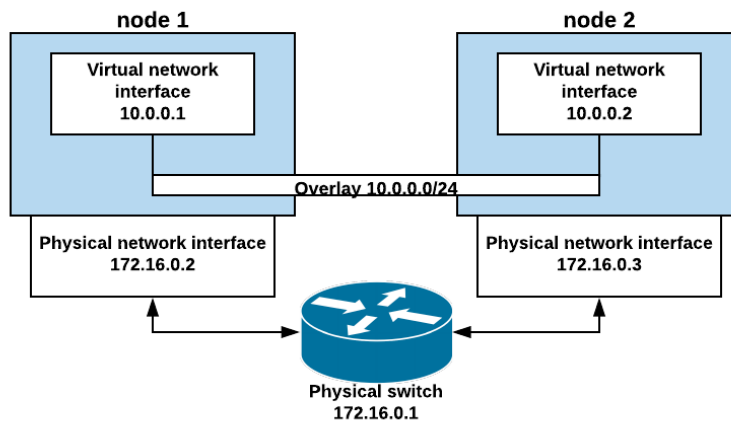 node 1
node 2
Virtual network
interface
10.0.0.1
Virtual network
interface
10.0.0.2
Overlay 10.0.0.0/24
Physical network interface
172.16.0.2
Physical network interface
172.16.0.3
Physical switch
172.16.0.1